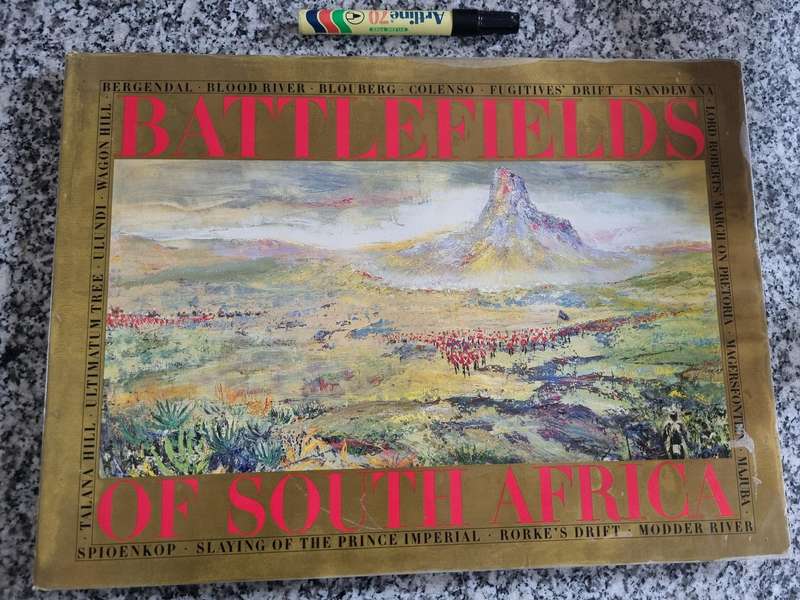 Artline 70
BERGENDAL · BLOOD RIVER · BLOUBERG · COLENSO · FUGITIVES' DRIFT · ISANDLWANA
· LORD ROBERTS' MARCH ON PRETORIA · MAGERSFONTEIN · MAJUBA ·
BATTLEFIELDS
OF SOUTH AFRICA
· TALANA HILL · ULTIMATUM TREE · ULUNDI · WAGON HILL ·
SPIOENKOP · SLAYING OF THE PRINCE IMPERIAL · RORKE'S DRIFT · MODDER RIVER